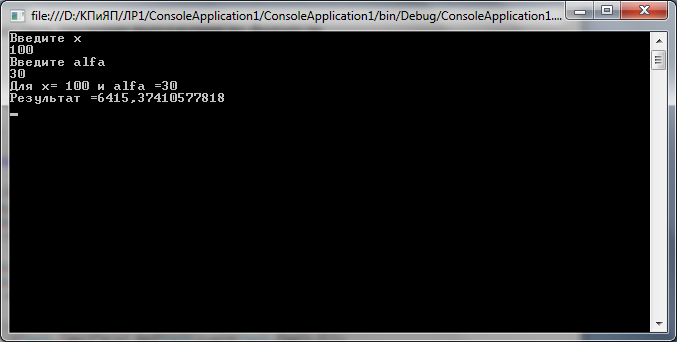 file:///D:/КПиЯП/ЛР1/ConsoleApplication1/ConsoleApplication1/bin/Debug/ConsoleApplication1....
Введите x
100
Введите alfa
30
Для x= 100 и alfa =30
Результат =6415,37410577818